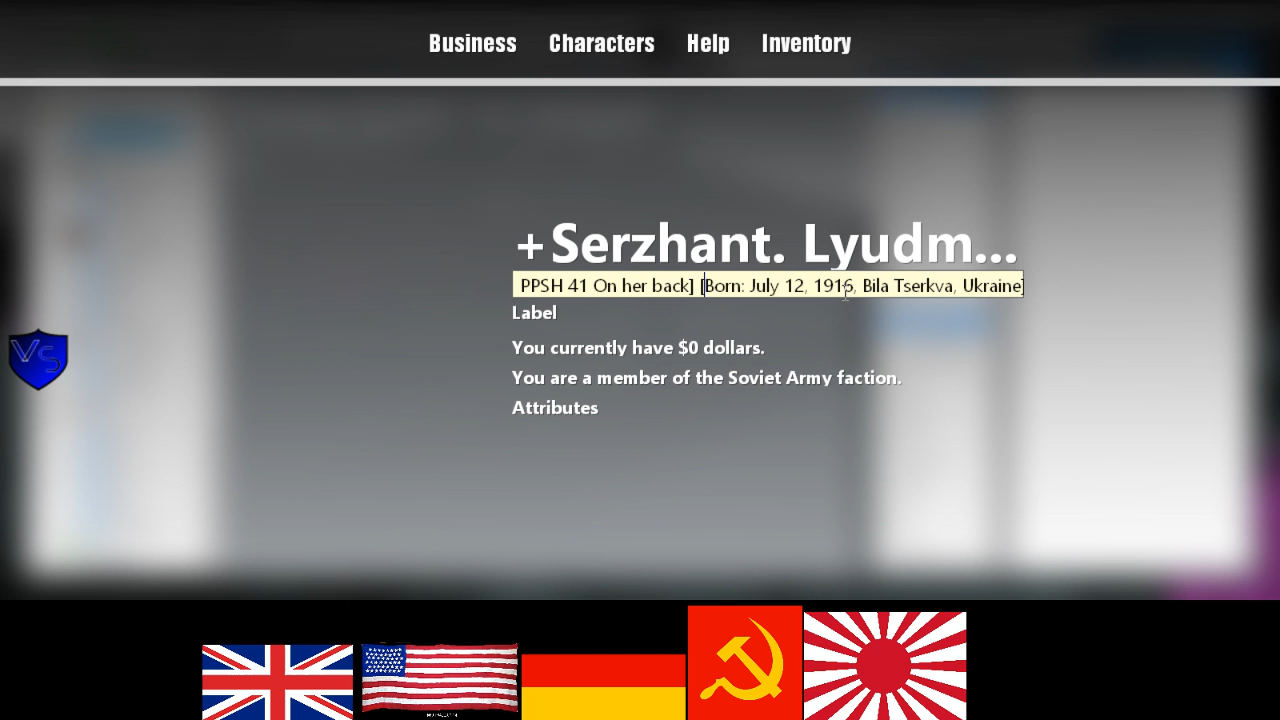 Business Characters Help Inventory
+Serzhant. Lyudm...
PPSH 41 On her back] [Born: July 12, 1916, Bila Tserkva, Ukraine]
Label
You currently have $0 dollars.
You are a member of the Soviet Army faction.
Attributes
VS